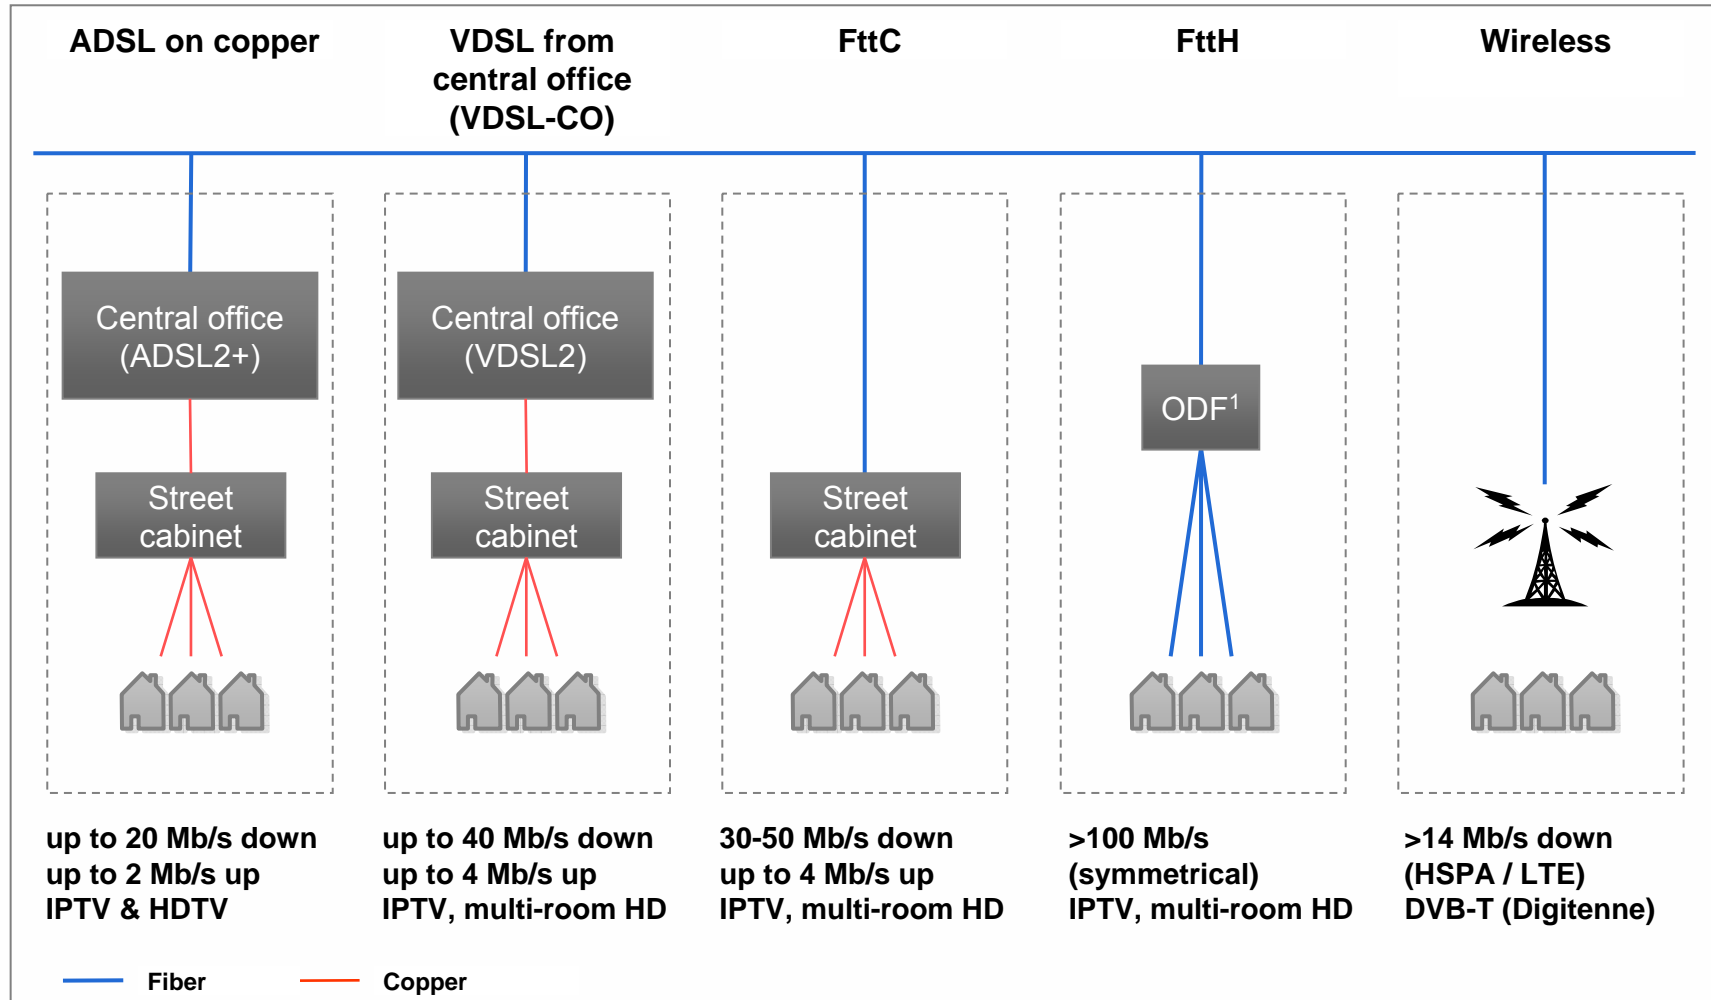 ADSL on copper
VDSL from
central office
(VDSL-CO)
FttC
FttH
Wireless
Central office
(ADSL2+)
Central office
(VDSL2)
ODF¹
Street
cabinet
Street
cabinet
Street
cabinet
up to 20 Mb/s down
up to 2 Mb/s up
IPTV & HDTV
up to 40 Mb/s down
up to 4 Mb/s up
IPTV, multi-room HD
30-50 Mb/s down
up to 4 Mb/s up
IPTV, multi-room HD
>100 Mb/s
(symmetrical)
IPTV, multi-room HD
>14 Mb/s down
(HSPA / LTE)
DVB-T (Digitenne)
Fiber
Copper